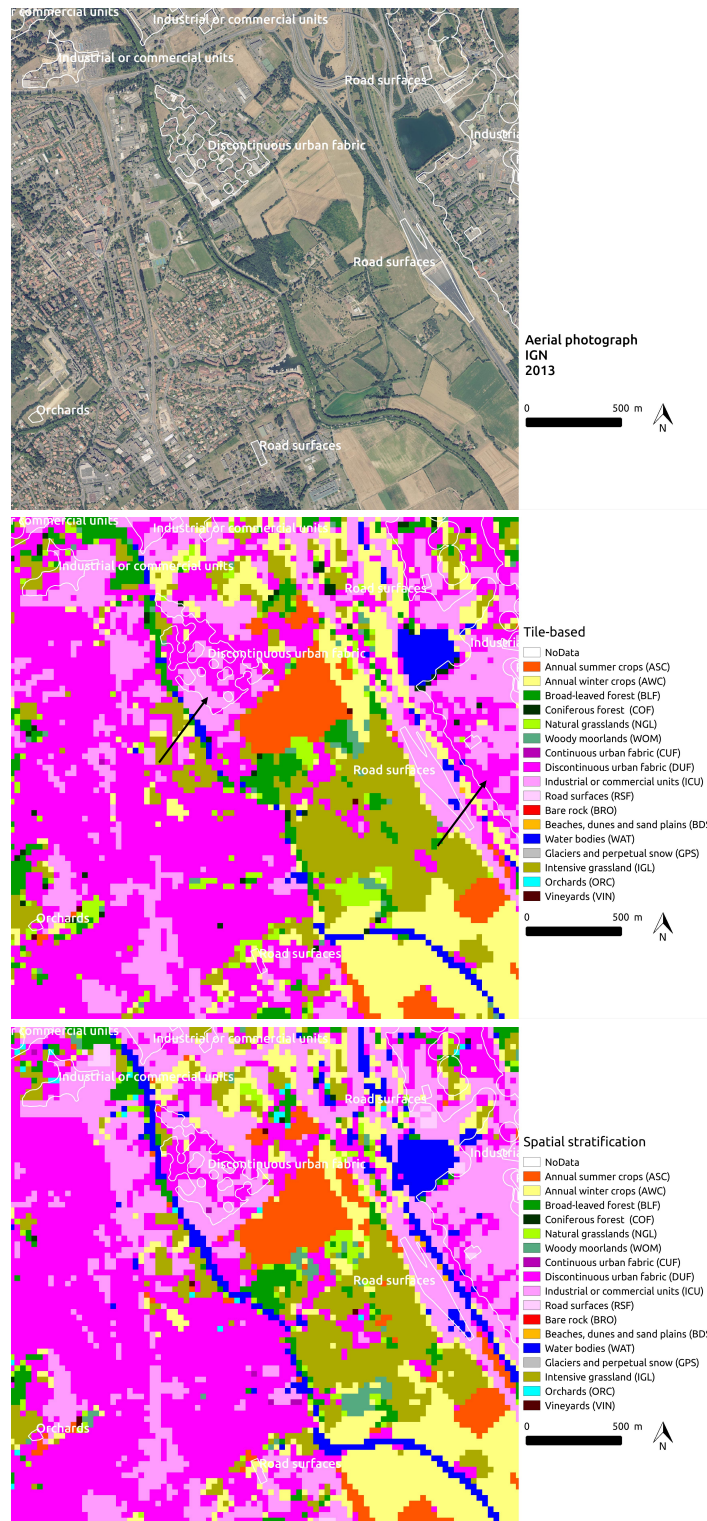 r commercial units
Industrial or commercial units
Industrial or commercial units
Road surfaces
Industria
Discontinuous urban fabric
Road surfaces
Orchards
Road surfaces
Aerial photograph
IGN
2013
0 500 m
N
r commercial units
Industrial or commercial units
Industrial or commercial units
Road surfaces
Industria
Discontinuous urban fabric
Road surfaces
Orchards
Road surfaces
Tile-based
NoData
Annual summer crops (ASC)
Annual winter crops (AWC)
Broad-leaved forest (BLF)
Coniferous forest (COF)
Natural grasslands (NGL)
Woody moorlands (WOM)
Continuous urban fabric (CUF)
Discontinuous urban fabric (DUF)
Industrial or commercial units (ICU)
Road surfaces (RSF)
Bare rock (BRO)
Beaches, dunes and sand plains (BDS
Water bodies (WAT)
Glaciers and perpetual snow (GPS)
Intensive grassland (IGL)
Orchards (ORC)
Vineyards (VIN)
0 500 m
N
r commercial units
Industrial or commercial units
Industrial or commercial units
Road surfaces
Industria
Discontinuous urban fabric
Road surfaces
Orchards
Road surfaces
Spatial stratification
NoData
Annual summer crops (ASC)
Annual winter crops (AWC)
Broad-leaved forest (BLF)
Coniferous forest (COF)
Natural grasslands (NGL)
Woody moorlands (WOM)
Continuous urban fabric (CUF)
Discontinuous urban fabric (DUF)
Industrial or commercial units (ICU)
Road surfaces (RSF)
Bare rock (BRO)
Beaches, dunes and sand plains (BDS
Water bodies (WAT)
Glaciers and perpetual snow (GPS)
Intensive grassland (IGL)
Orchards (ORC)
Vineyards (VIN)
0 500 m
N